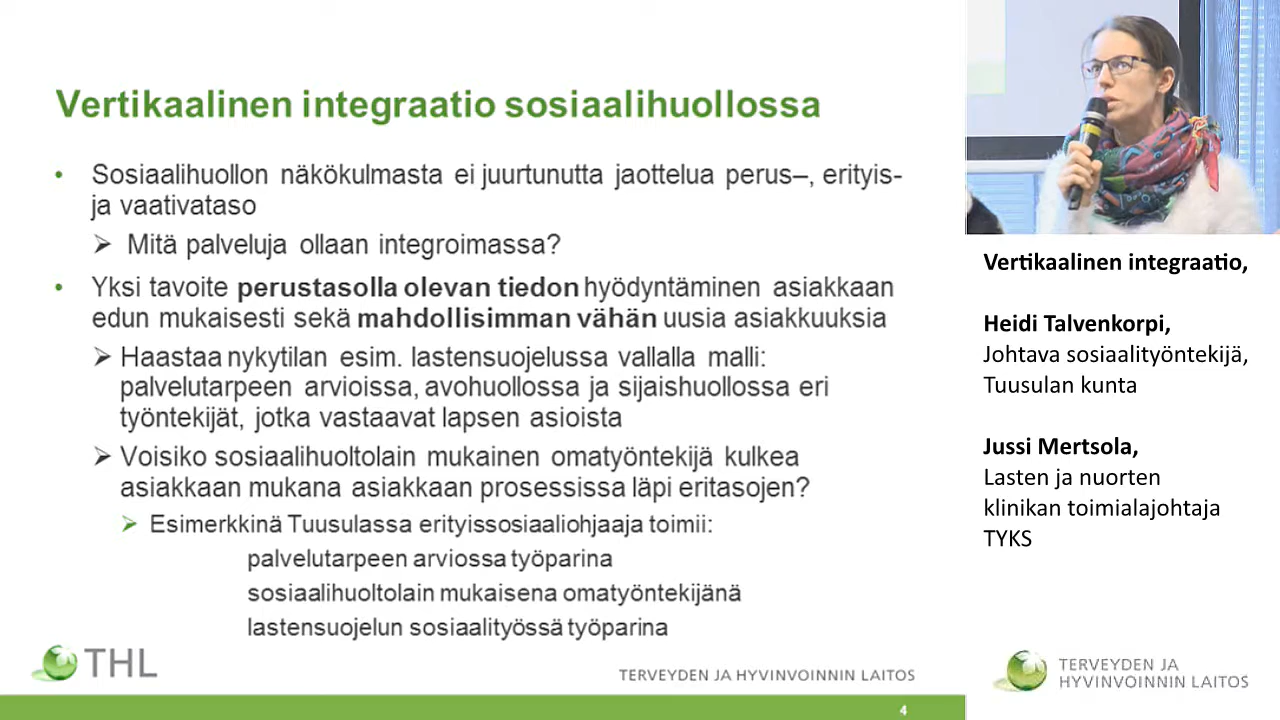 Vertikaalinen integraatio sosiaalihuollossa
• Sosiaalihuollon näkökulmasta ei juurtunutta jaottelua perus–, erityis-
ja vaativataso
➢ Mitä palveluja ollaan integroimassa?
• Yksi tavoite perustasolla olevan tiedon hyödyntäminen asiakkaan
edun mukaisesti sekä mahdollisimman vähän uusia asiakkuuksia
➢ Haastaa nykytilan esim. lastensuojelussa vallalla malli:
palvelutarpeen arvioissa, avohuollossa ja sijaishuollossa eri
työntekijät, jotka vastaavat lapsen asioista
➢ Voisiko sosiaalihuoltolain mukainen omatyöntekijä kulkea
asiakkaan mukana asiakkaan prosessissa läpi eritasojen?
➢ Esimerkkinä Tuusulassa erityissosiaaliohjaaja toimii:
palvelutarpeen arviossa työparina
sosiaalihuoltolain mukaisena omatyöntekijänä
lastensuojelun sosiaalityössä työparina
THL
TERVEYDEN JA HYVINVOINNIN LAITOS
4
Vertikaalinen integraatio,
Heidi Talvenkorpi,
Johtava sosiaalityöntekijä,
Tuusulan kunta
Jussi Mertsola,
Lasten ja nuorten
klinikan toimialajohtaja
TYKS
TERVEYDEN JA
HYVINVOINNIN LAITOS